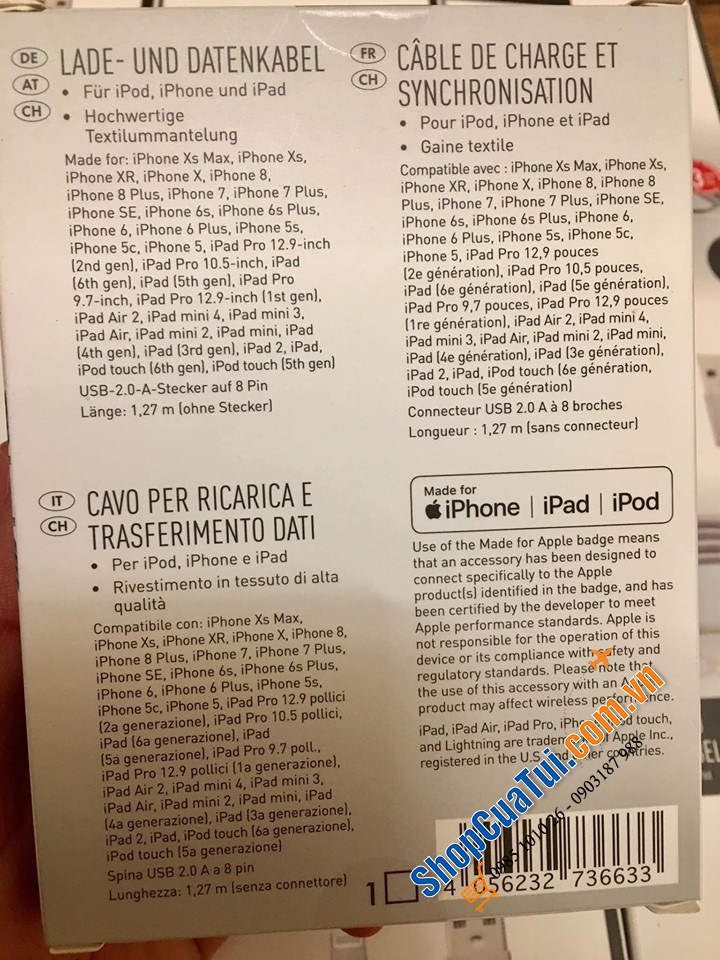 DE
AT
CH
LADE- UND DATENKABEL
• Für iPod, iPhone und iPad
• Hochwertige
Textilummantelung
Made for: iPhone Xs Max, iPhone Xs,
iPhone XR, iPhone X, iPhone 8,
iPhone 8 Plus, iPhone 7, iPhone 7 Plus,
iPhone SE, iPhone 6s, iPhone 6s Plus,
iPhone 6, iPhone 6 Plus, iPhone 5s,
iPhone 5c, iPhone 5, iPad Pro 12.9-inch
(2nd gen), iPad Pro 10.5-inch, iPad
(6th gen), iPad (5th gen), iPad Pro
9.7-inch, iPad Pro 12.9-inch (1st gen),
iPad Air 2, iPad mini 4, iPad mini 3,
iPad Air, iPad mini 2, iPad mini, iPad
(4th gen), iPad (3rd gen), iPad 2, iPad,
iPod touch (6th gen), iPod touch (5th gen)
USB-2.0-A-Stecker auf 8 Pin
Länge: 1,27 m (ohne Stecker)
FR
CH
CÂBLE DE CHARGE ET
SYNCHRONISATION
• Pour iPod, iPhone et iPad
• Gaine textile
Compatible avec : iPhone Xs Max, iPhone Xs,
iPhone XR, iPhone X, iPhone 8, iPhone 8
Plus, iPhone 7, iPhone 7 Plus, iPhone SE,
iPhone 6s, iPhone 6s Plus, iPhone 6,
iPhone 6 Plus, iPhone 5s, iPhone 5c,
iPhone 5, iPad Pro 12,9 pouces
(2e génération), iPad Pro 10,5 pouces,
iPad (6e génération), iPad (5e génération),
iPad Pro 9,7 pouces, iPad Pro 12,9 pouces
(1re génération), iPad Air 2, iPad mini 4,
iPad mini 3, iPad Air, iPad mini 2, iPad mini,
iPad (4e génération), iPad (3e génération),
iPad 2, iPad, iPod touch (6e génération,
iPod touch (5e génération)
Connecteur USB 2.0 A à 8 broches
Longueur : 1,27 m (sans connecteur)
IT
CH
CAVO PER RICARICA E
TRASFERIMENTO DATI
• Per iPod, iPhone e iPad
• Rivestimento in tessuto di alta
qualità
Compatibile con: iPhone Xs Max,
iPhone Xs, iPhone XR, iPhone X, iPhone 8,
iPhone 8 Plus, iPhone 7, iPhone 7 Plus,
iPhone SE, iPhone 6s, iPhone 6s Plus,
iPhone 6, iPhone 6 Plus, iPhone 5s,
iPhone 5c, iPhone 5, iPad Pro 12.9 pollici
(2a generazione), iPad Pro 10.5 pollici,
iPad (6a generazione), iPad
(5a generazione), iPad Pro 9.7 poll.,
iPad Pro 12.9 pollici (1a generazione),
iPad Air 2, iPad mini 4, iPad mini 3,
iPad Air, iPad mini 2, iPad mini, iPad
(4a generazione), iPad (3a generazione),
iPad 2, iPad, iPod touch (6a generazione),
iPod touch (5a generazione)
Spina USB 2.0 A a 8 pin
Lunghezza: 1,27 m (senza connettore)
Made for
iPhone | iPad | iPod
Use of the Made for Apple badge means
that an accessory has been designed to
connect specifically to the Apple
product(s) identified in the badge, and has
been certified by the developer to meet
Apple performance standards. Apple is
not responsible for the operation of this
device or its compliance with safety and
regulatory standards. Please note that
the use of this accessory with an
product may affect wireless performance.
iPad, iPad Air, iPad Pro, touch,
and Lightning are of Apple Inc.,
registered in the U.S. countries.
1
4 056232 736633
ShopCuaTui.com.vn
0985 101026 - 0903187988